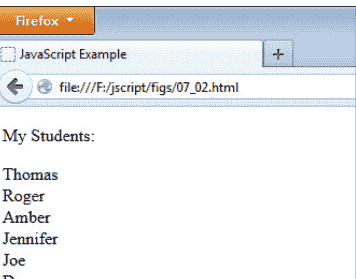 Firefox
JavaScript Example
+
file:///F:/jscript/figs/07_02.html
My Students:
Thomas
Roger
Amber
Jennifer
Joe